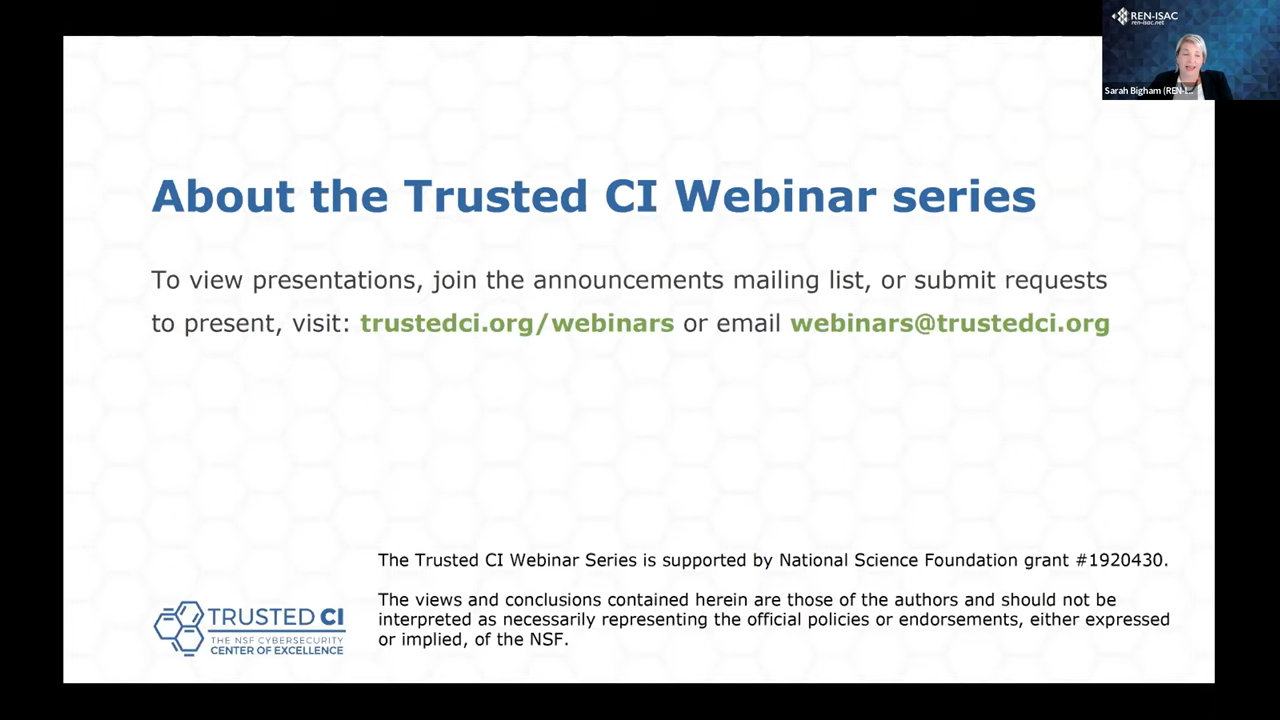 REN-ISAC
ren-isac.net
Sarah Bigham (REN-I...
About the Trusted CI Webinar series
To view presentations, join the announcements mailing list, or submit requests
to present, visit: trustedci.org/webinars or email webinars@trustedci.org
The Trusted CI Webinar Series is supported by National Science Foundation grant #1920430.
The views and conclusions contained herein are those of the authors and should not be
interpreted as necessarily representing the official policies or endorsements, either expressed
or implied, of the NSF.
TRUSTED CI
THE NSF CYBERSECURITY
CENTER OF EXCELLENCE